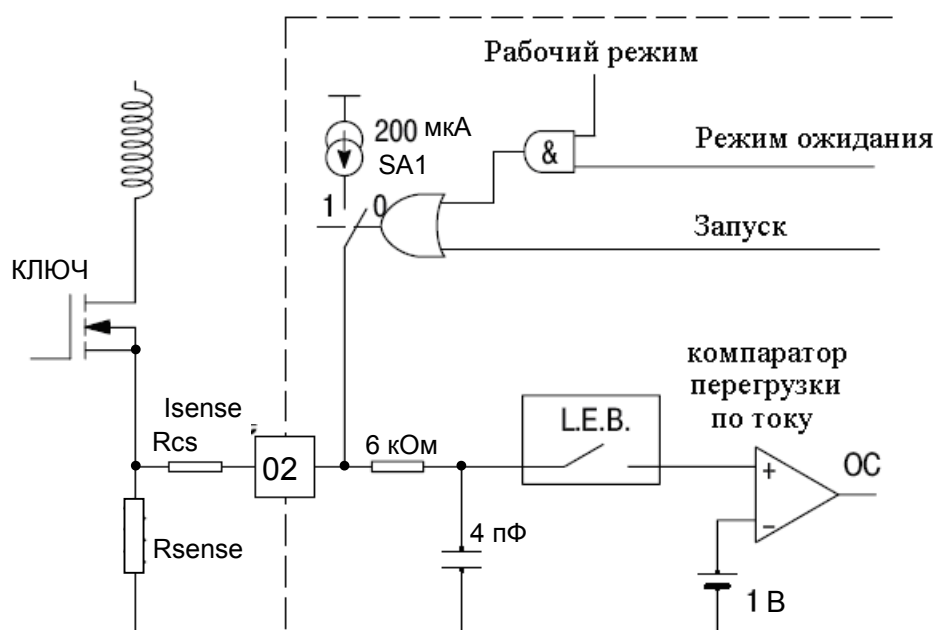 Рабочий режим
200 мкА
SA1
&
Режим ожидания
1 0
Запуск
КЛЮЧ
компаратор
перегрузки
по току
Isense
L.E.B.
Rcs
02
6 кОм
+
OC
−
Rsense
4 пФ
1 В